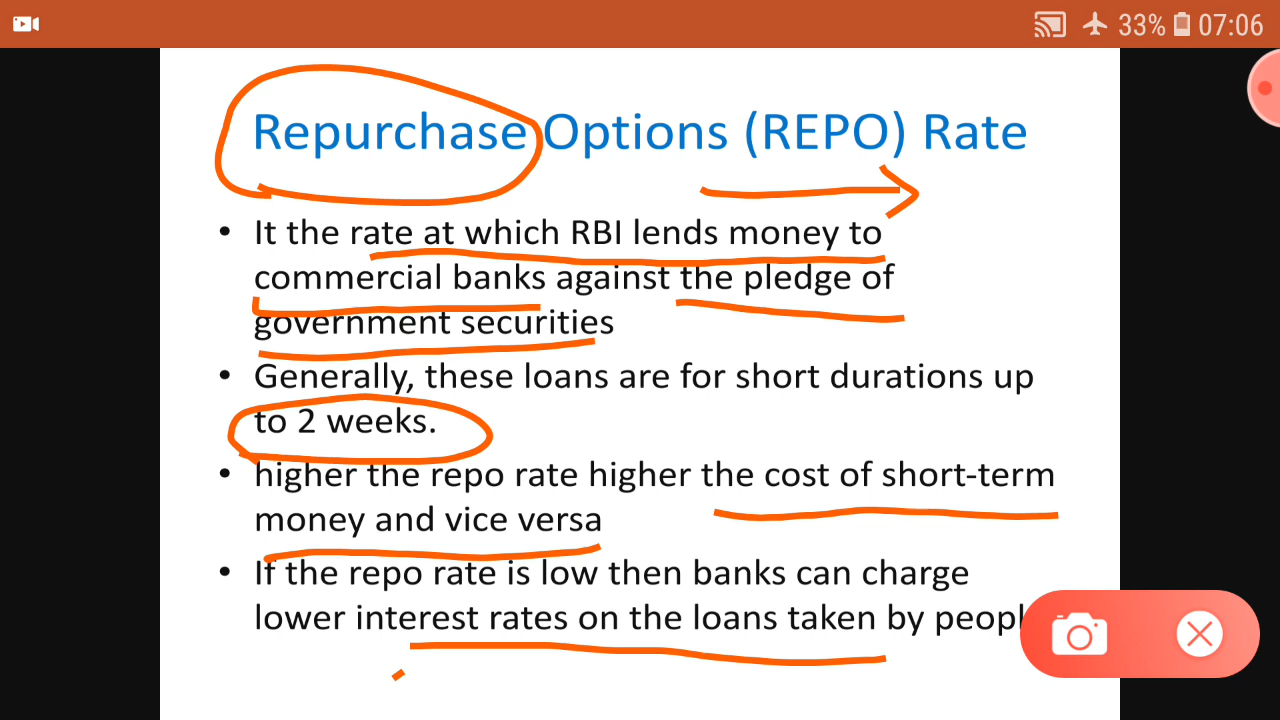 33% 07:06
Repurchase Options (REPO) Rate
• It the rate at which RBI lends money to
commercial banks against the pledge of
government securities
• Generally, these loans are for short durations up
to 2 weeks.
• higher the repo rate higher the cost of short-term
money and vice versa
• If the repo rate is low then banks can charge
lower interest rates on the loans taken by